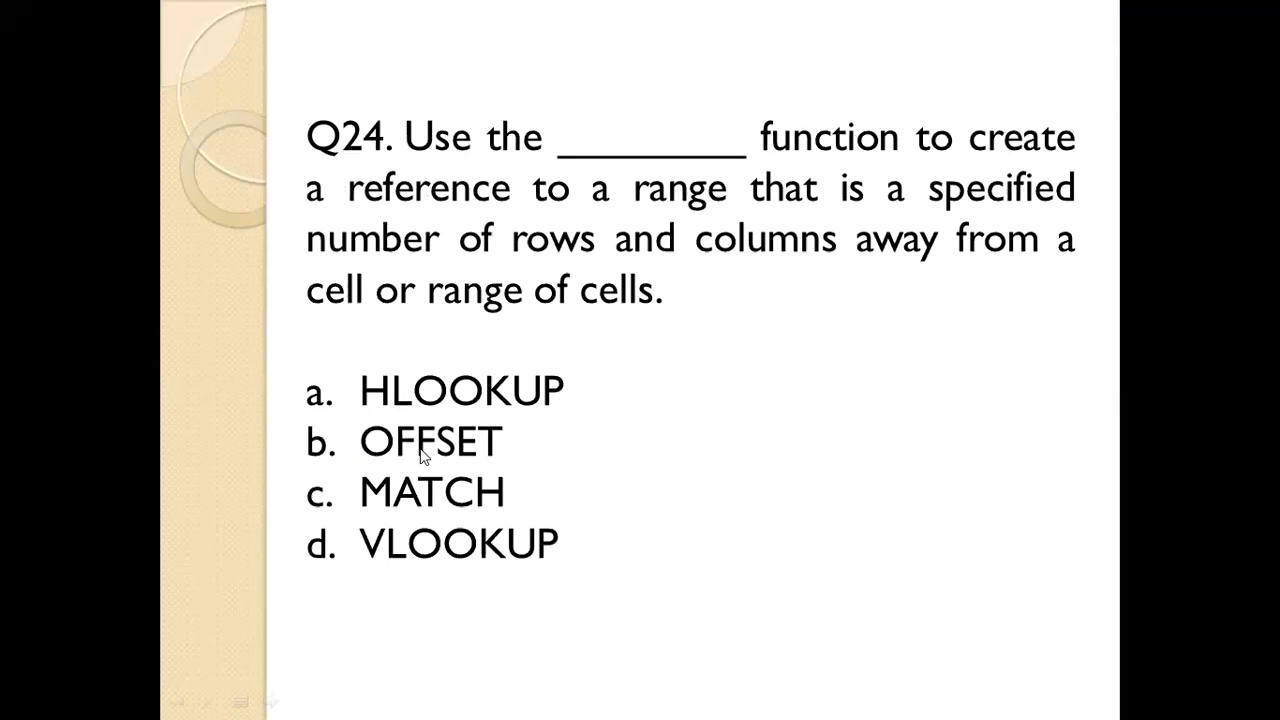 Q24. Use the _________ function to create
a reference to a range that is a specified
number of rows and columns away from a
cell or range of cells.
a. HLOOKUP
b. OFFSET
c. MATCH
d. VLOOKUP